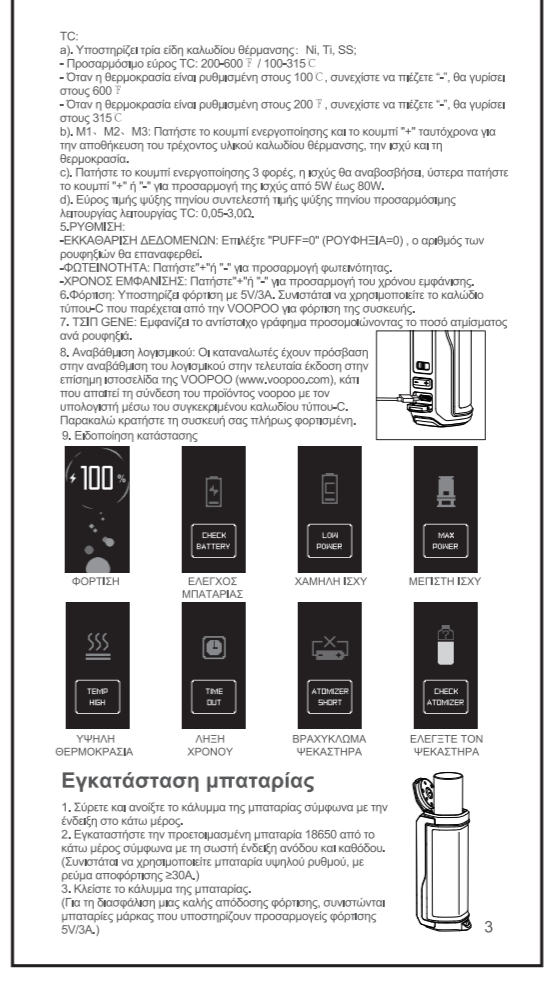 TC:
a). Υποστηρίζει τρία είδη καλωδίου θέρμανσης: Ni, Ti, SS;
- Προσαρμόσιμο εύρος TC: 200-600 ℉ / 100-315 ℃
- Όταν η θερμοκρασία είναι ρυθμισμένη στους 100 ℃, συνεχίστε να πιέζετε “-”, θα γυρίσει
στους 600 ℉
- Όταν η θερμοκρασία είναι ρυθμισμένη στους 200 ℉, συνεχίστε να πιέζετε “-”, θα γυρίσει
στους 315 ℃
b). M1、M2、M3: Πατήστε το κουμπί ενεργοποίησης και το κουμπί "+" ταυτόχρονα για
την αποθήκευση του τρέχοντος υλικού καλωδίου θέρμανσης, την ισχύ και τη
θερμοκρασία.
c). Πατήστε το κουμπί ενεργοποίησης 3 φορές, η ισχύς θα αναβοσβήσει, ύστερα πατήστε
το κουμπί "+" ή "-" για προσαρμογή της ισχύς από 5W έως 80W.
d). Εύρος τιμής ψύξης πηνίου συντελεστή τιμής ψύξης πηνίου προσαρμόσιμης
λειτουργίας λειτουργίας TC: 0,05-3,0Ω.
5.ΡΥΘΜΙΣΗ:
-ΕΚΚΑΘΑΡΙΣΗ ΔΕΔΟΜΕΝΩΝ: Επιλέξτε "PUFF=0" (ΡΟΥΦΗΞΙΑ=0) , ο αριθμός των
ρουφηξιών θα επαναφερθεί.
-ΦΩΤΕΙΝΟΤΗΤΑ: Πατήστε"+"ή "-" για προσαρμογή φωτεινότητας.
-ΧΡΟΝΟΣ ΕΜΦΑΝΙΣΗΣ: Πατήστε"+"ή "-" για προσαρμογή του χρόνου εμφάνισης.
6.Φόρτιση: Υποστηρίζει φόρτιση με 5V/3A. Συνιστάται να χρησιμοποιείτε το καλώδιο
τύπου-C που παρέχεται από την VOOPOO για φόρτιση της συσκευής.
7. ΤΣΙΠ GENE: Εμφανίζει το αντίστοιχο γράφημα προσομοιώνοντας το ποσό ατμίσματος
ανά ρουφηξιά.
8. Αναβάθμιση λογισμικού: Οι καταναλωτές έχουν πρόσβαση
στην αναβάθμιση του λογισμικού στην τελευταία έκδοση στην
επίσημη ιστοσελίδα της VOOPOO (www.voopoo.com), κάτι
που απαιτεί τη σύνδεση του προϊόντος voopoo με τον
υπολογιστή μέσω του συγκεκριμένου καλωδίου τύπου-C.
Παρακαλώ κρατήστε τη συσκευή σας πλήρως φορτισμένη.
9. Ειδοποίηση κατάστασης
100 %
CHECK
BATTERY
LOW
POWER
MAX
POWER
ΦΟΡΤΙΣΗ
ΕΛΕΓΧΟΣ
ΜΠΑΤΑΡΙΑΣ
ΧΑΜΗΛΗ ΙΣΧΥ
ΜΕΓΙΣΤΗ ΙΣΧΥ
TEMP
HIGH
TIME
OUT
ATOMIZER
SHORT
CHECK
ATOMIZER
ΥΨΗΛΗ
ΘΕΡΜΟΚΡΑΣΙΑ
ΛΗΞΗ
ΧΡΟΝΟΥ
ΒΡΑΧΥΚΛΩΜΑ
ΨΕΚΑΣΤΗΡΑ
ΕΛΕΓΞΤΕ ΤΟΝ
ΨΕΚΑΣΤΗΡΑ
Εγκατάσταση μπαταρίας
1. Σύρετε και ανοίξτε το κάλυμμα της μπαταρίας σύμφωνα με την
ένδειξη στο κάτω μέρος.
2. Εγκαταστήστε την προετοιμασμένη μπαταρία 18650 από το
κάτω μέρος σύμφωνα με τη σωστή ένδειξη ανόδου και καθόδου.
(Συνιστάται να χρησιμοποιείτε μπαταρία υψηλού ρυθμού, με
ρεύμα αποφόρτισης ≥30A.)
3. Κλείστε το κάλυμμα της μπαταρίας.
(Για τη διασφάλιση μιας καλής απόδοσης φόρτισης, συνιστώνται
μπαταρίες μάρκας που υποστηρίζουν προσαρμογείς φόρτισης
5V/3A.)
3